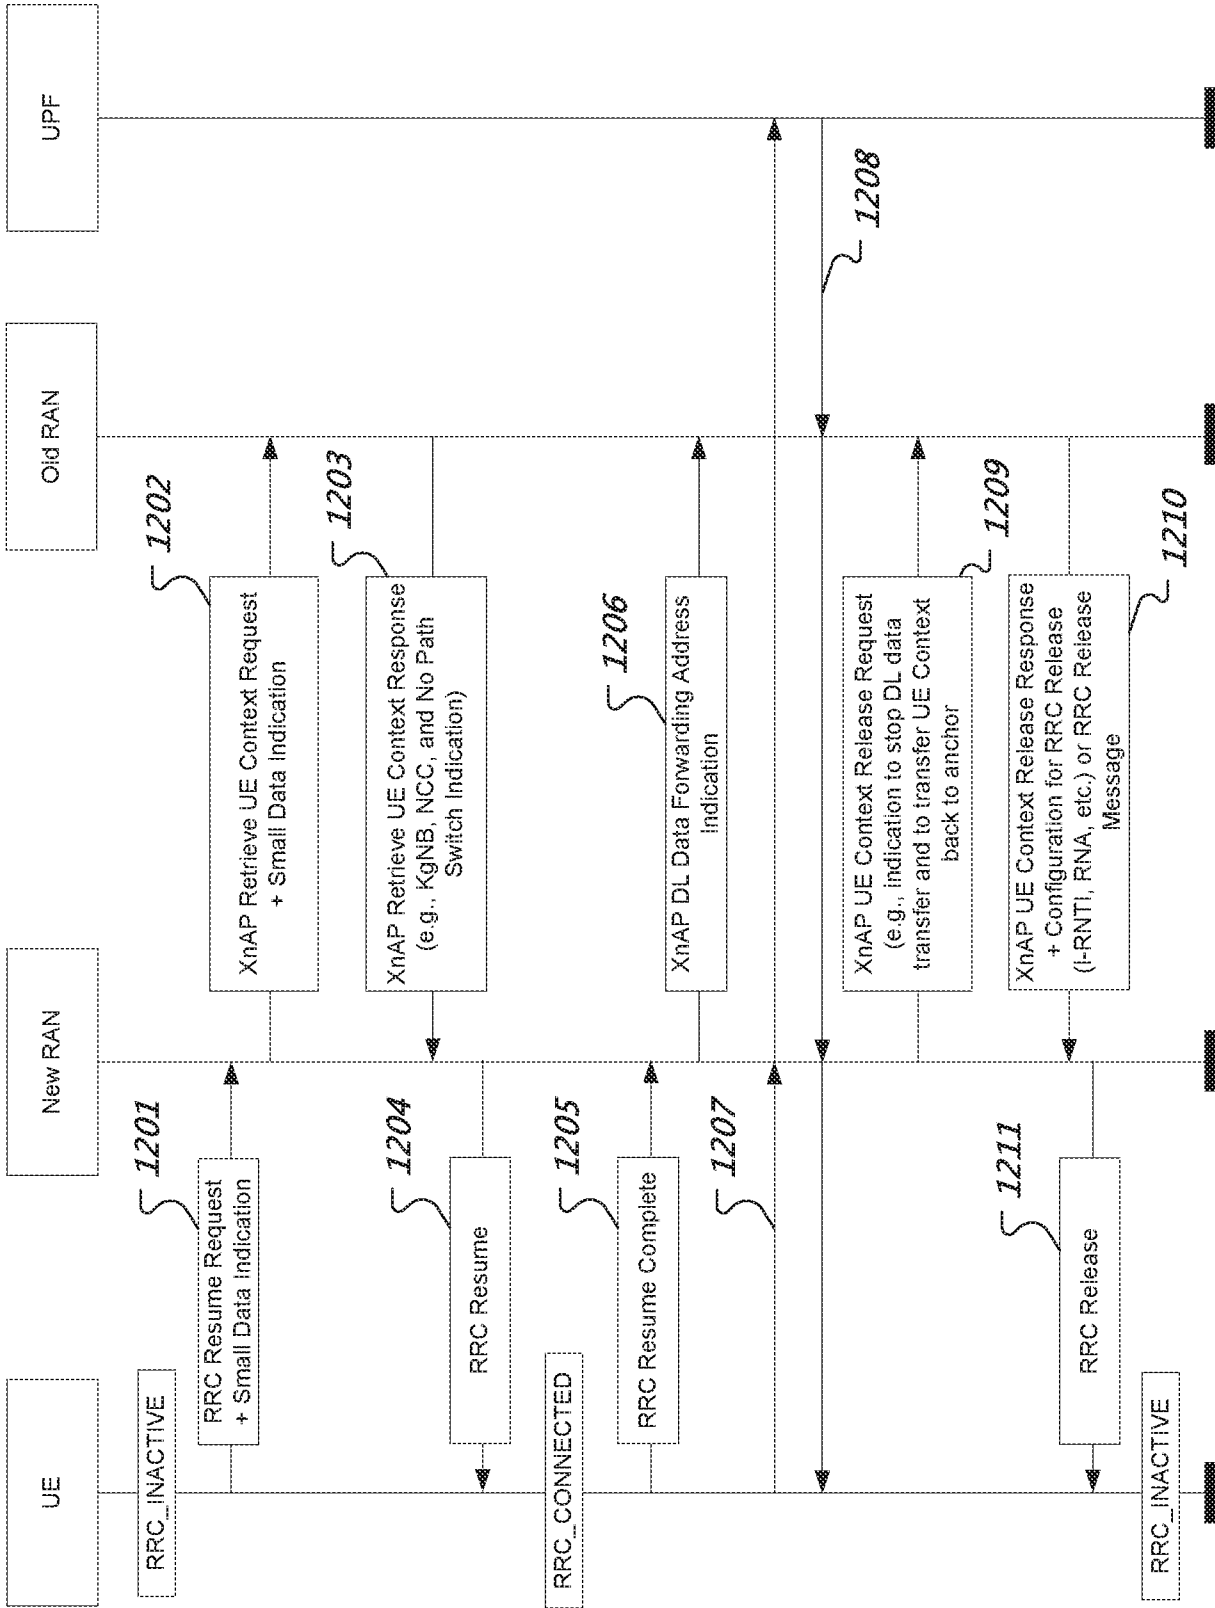 UE
New RAN
Old RAN
UPF
RRC_INACTIVE
1201
RRC Resume Request
+ Small Data Indication
1202
XnAP Retrieve UE Context Request
+ Small Data Indication
1203
XnAP Retrieve UE Context Response
(e.g., KgNB, NCC, and No Path
Switch Indication)
1204
RRC Resume
RRC_CONNECTED
1205
RRC Resume Complete
1206
XnAP DL Data Forwarding Address
Indication
1207
1208
XnAP UE Context Release Request
(e.g., indication to stop DL data
transfer and to transfer UE Context
back to anchor
1209
XnAP UE Context Release Response
+ Configuration for RRC Release
(I-RNTI, RNA, etc.) or RRC Release
Message
1210
1211
RRC Release
RRC_INACTIVE